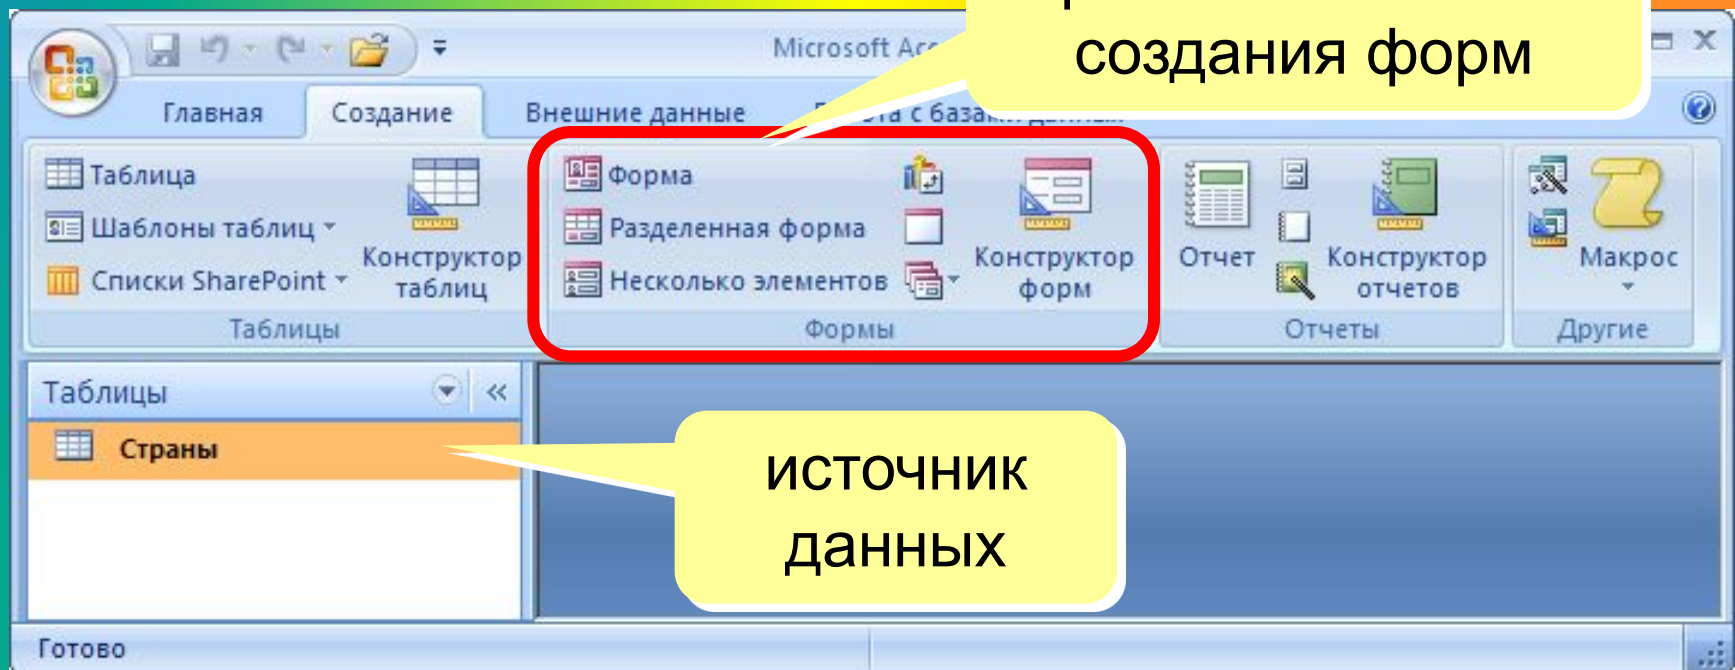 создания форм
Microsoft Acc
Главная
Создание
Внешние данные
Таблица
Шаблоны таблиц
Списки SharePoint
Конструктор
таблиц
Таблицы
Форма
Разделенная форма
Несколько элементов
Конструктор
форм
Формы
Отчет
Конструктор
отчетов
Отчеты
Макрос
Другие
Таблицы
Страны
источник
данных
Готово